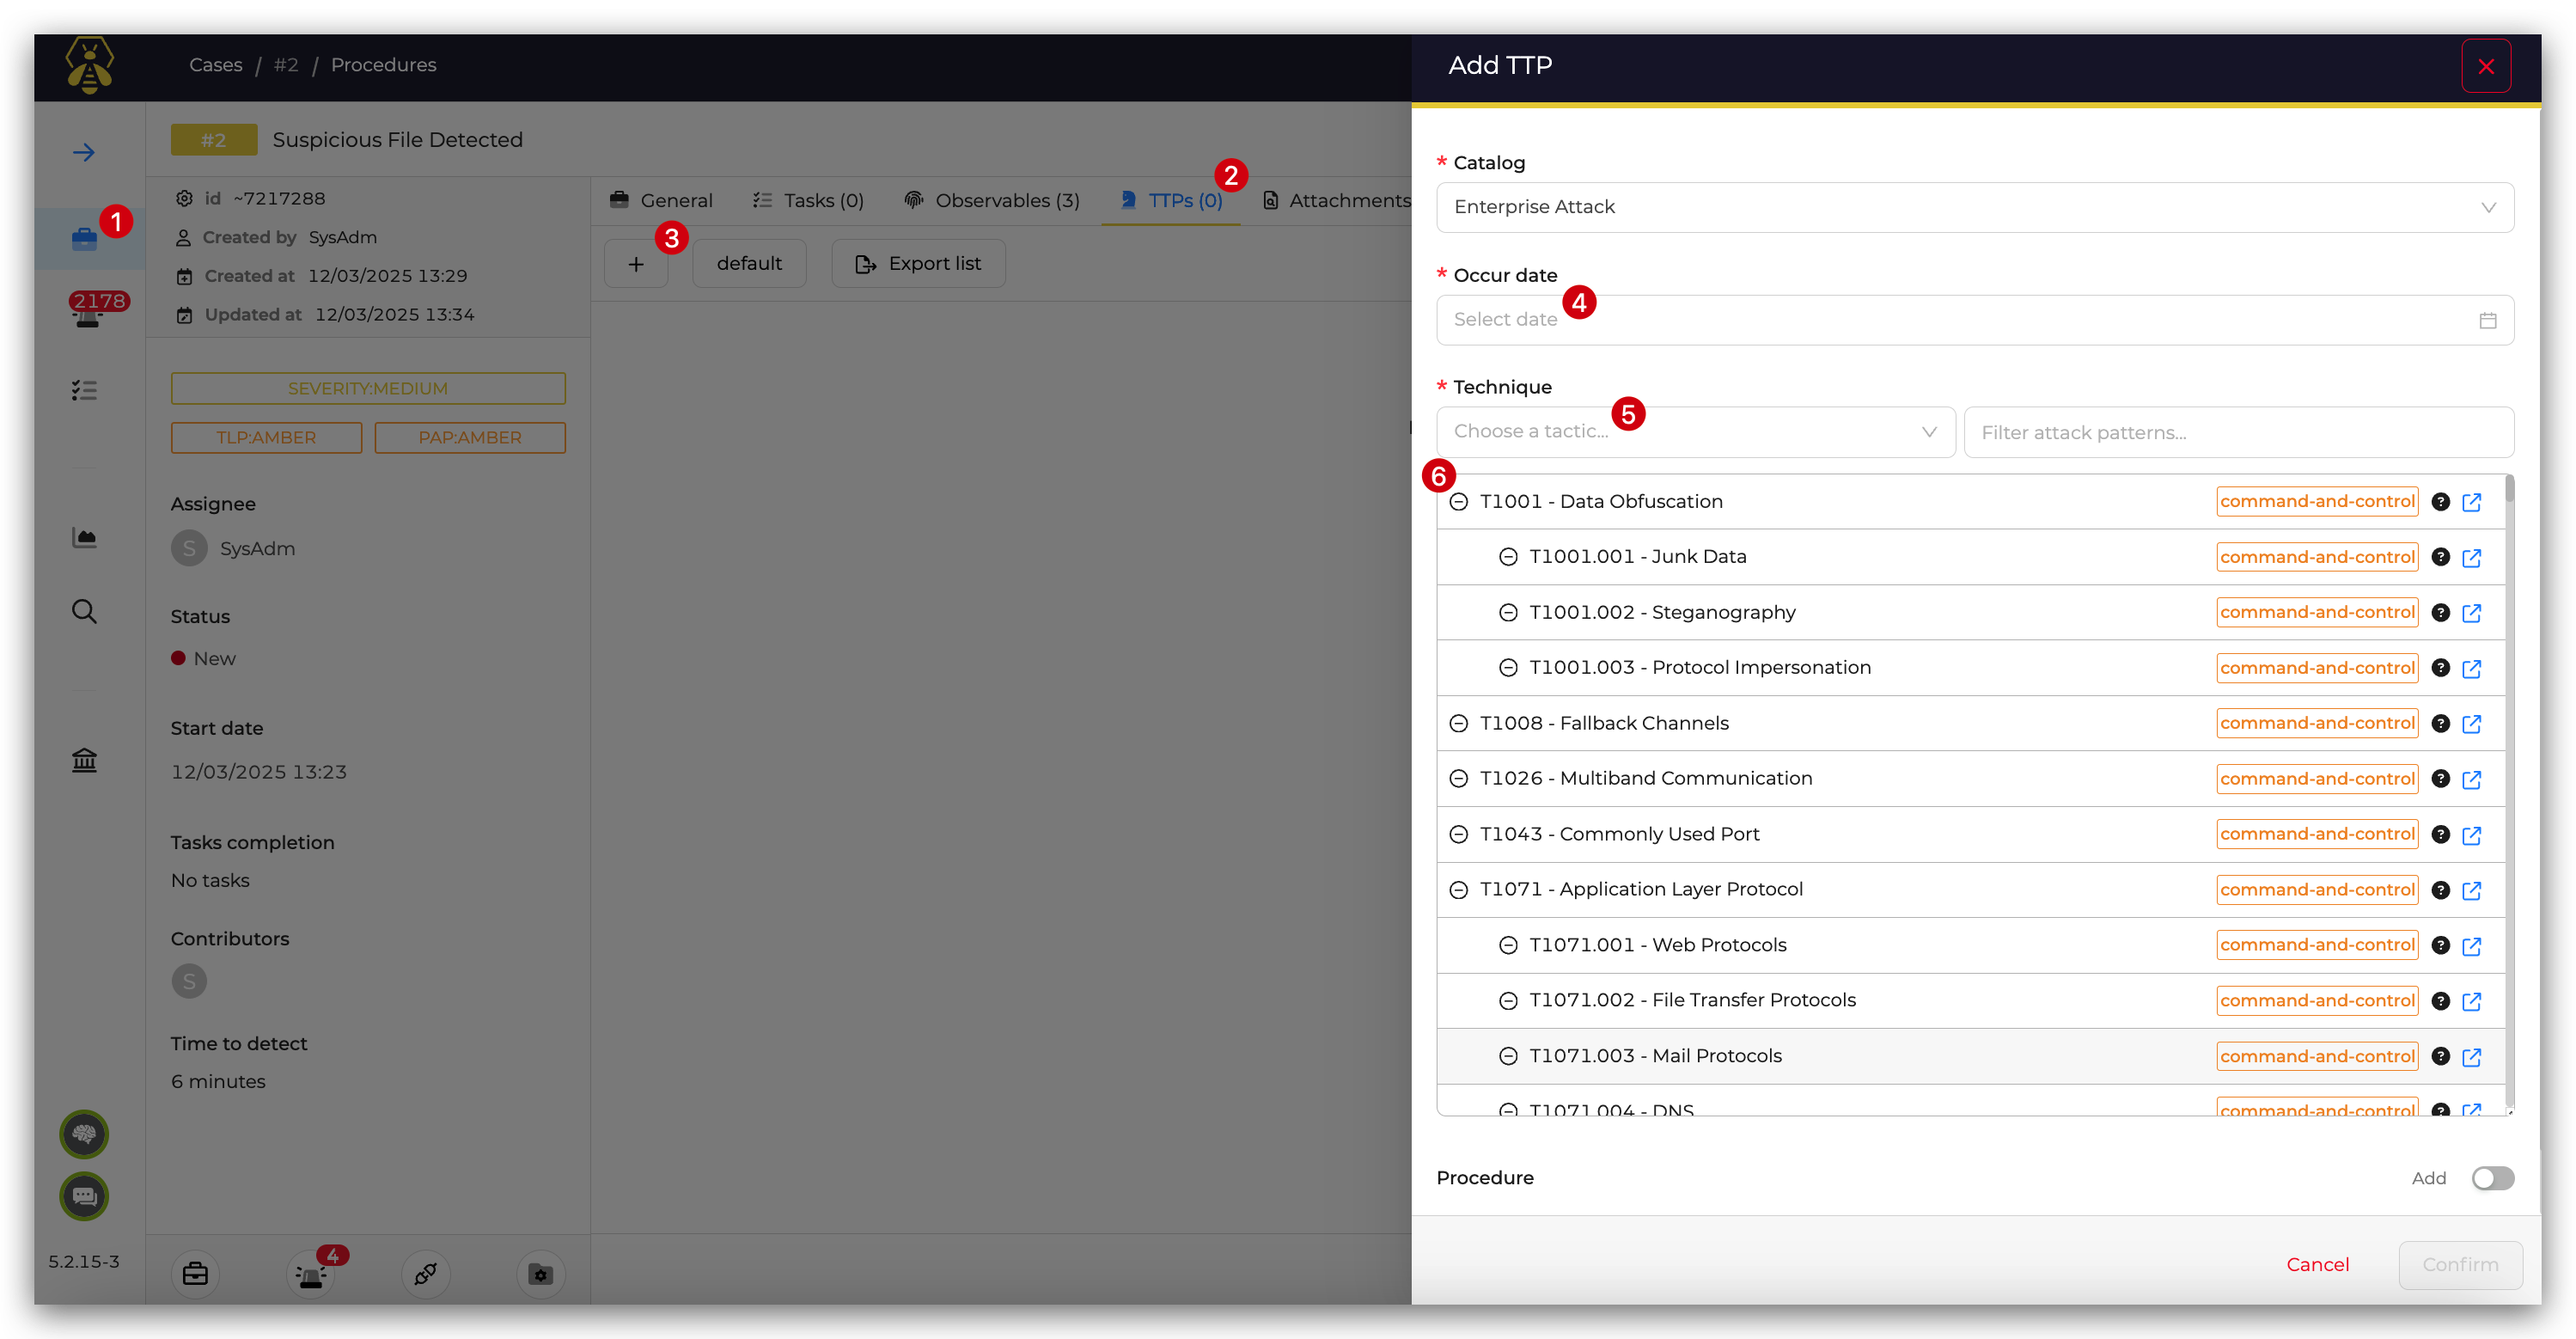 Cases / #2 / Procedures
Add TTP
#2 Suspicious File Detected
id ~7217288
Created by SysAdm
Created at 12/03/2025 13:29
Updated at 12/03/2025 13:34
1
2178
SEVERITY:MEDIUM
TLP:AMBER PAP:AMBER
Assignee
S SysAdm
Status
New
Start date
12/03/2025 13:23
Tasks completion
No tasks
Contributors
S
Time to detect
6 minutes
5.2.15-3
4
General Tasks (0) Observables (3) TTPs (0) 2 Attachments
+ 3 default Export list
* Catalog
Enterprise Attack
* Occur date
Select date 4
* Technique
Choose a tactic... 5 Filter attack patterns...
6
T1001 - Data Obfuscation command-and-control ?
T1001.001 - Junk Data command-and-control ?
T1001.002 - Steganography command-and-control ?
T1001.003 - Protocol Impersonation command-and-control ?
T1008 - Fallback Channels command-and-control ?
T1026 - Multiband Communication command-and-control ?
T1043 - Commonly Used Port command-and-control ?
T1071 - Application Layer Protocol command-and-control ?
T1071.001 - Web Protocols command-and-control ?
T1071.002 - File Transfer Protocols command-and-control ?
T1071.003 - Mail Protocols command-and-control ?
T1071.004 - DNS command-and-control ?
Procedure Add
Cancel Confirm